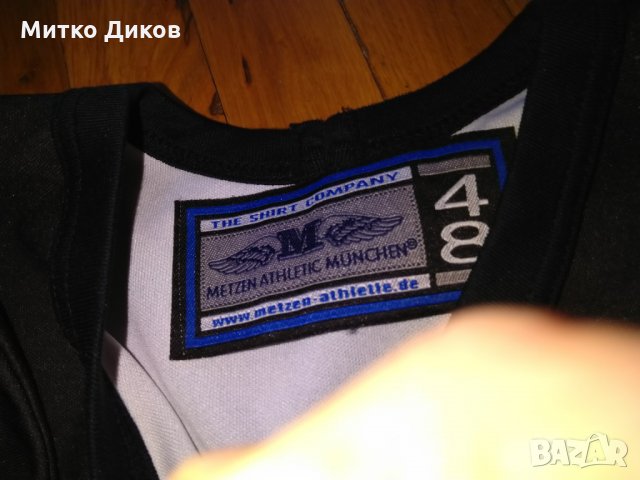 Митко Диков
THE SHIRT COMPANY
M
METZEN ATHLETIC MÜNCHEN®
www.metzen-athletic.de
48
BAZAR